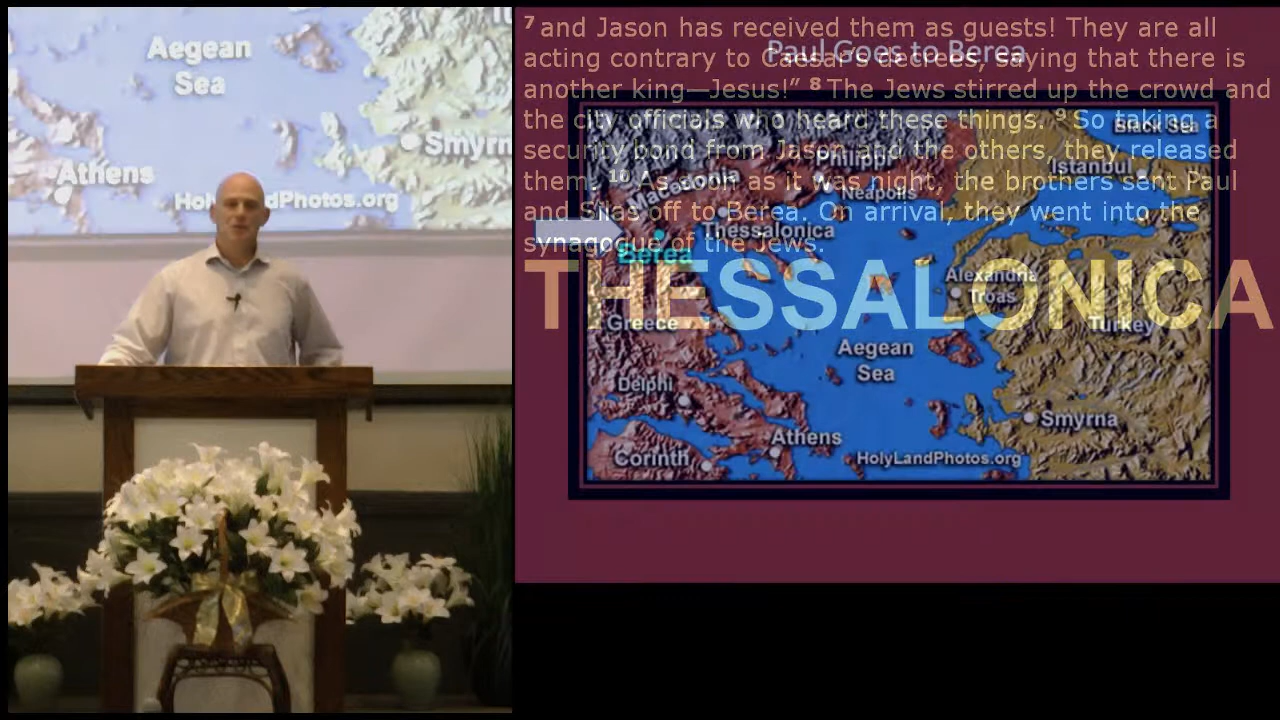 Aegean
Sea
Smyrn
Athens
HolyLandPhotos.org
7 and Jason has received them as guests! They are all
acting contrary to Caesar's decrees, saying that there is
another king—Jesus!” 8 The Jews stirred up the crowd and
the city officials who heard these things. 9 So taking a
security bond from Jason and the others, they released
them. 10 As soon as it was night, the brothers sent Paul
and Silas off to Berea. On arrival, they went into the
synagogue of the Jews.
THESSALONICA
Paul Goes to Berea
Black Sea
Philippi
Istanbul
Macedonia
Neapolis
Thessalonica
Berea
Alexandria
Troas
Greece
Turkey
Aegean
Sea
Delphi
Smyrna
Athens
Corinth
HolyLandPhotos.org